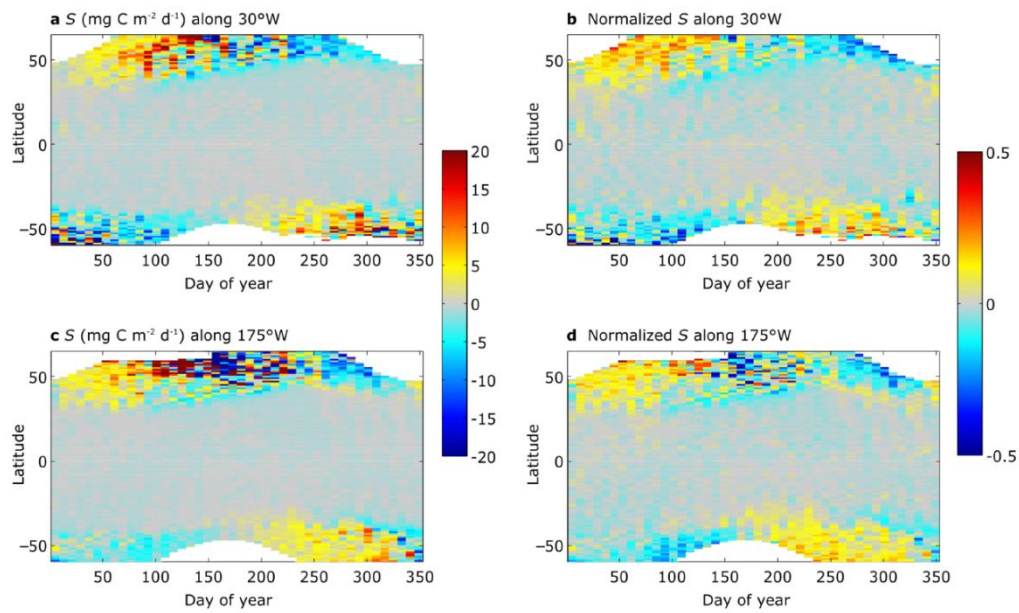 a S (mg C m⁻² d⁻¹) along 30°W
b Normalized S along 30°W
Latitude
50
0
−50
50 100 150 200 250 300 350
Day of year
Latitude
50
0
−50
50 100 150 200 250 300 350
Day of year
20
15
10
5
0
-5
-10
-15
-20
0.5
0
-0.5
c S (mg C m⁻² d⁻¹) along 175°W
d Normalized S along 175°W
Latitude
50
0
−50
50 100 150 200 250 300 350
Day of year
Latitude
50
0
−50
50 100 150 200 250 300 350
Day of year